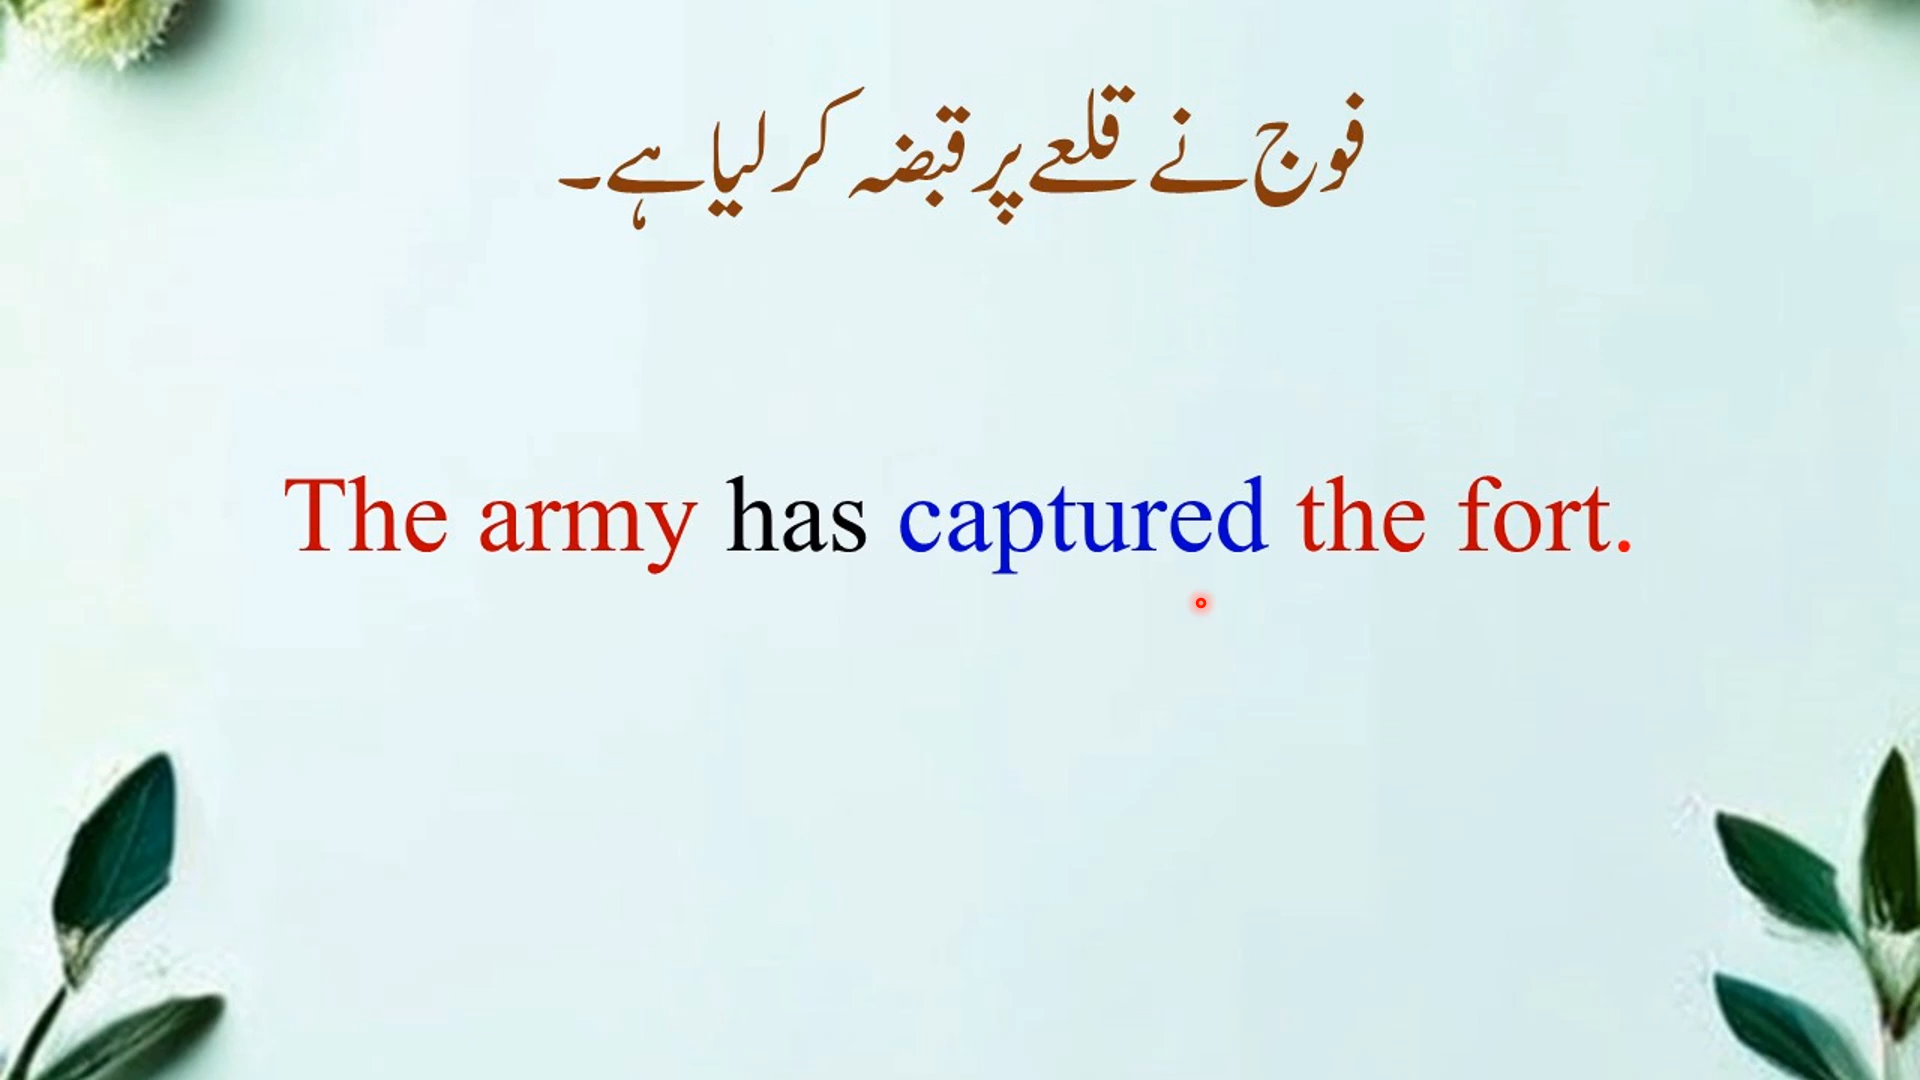 فوج نے قلعے پر قبضہ کر لیا ہے۔
The army has captured the fort.